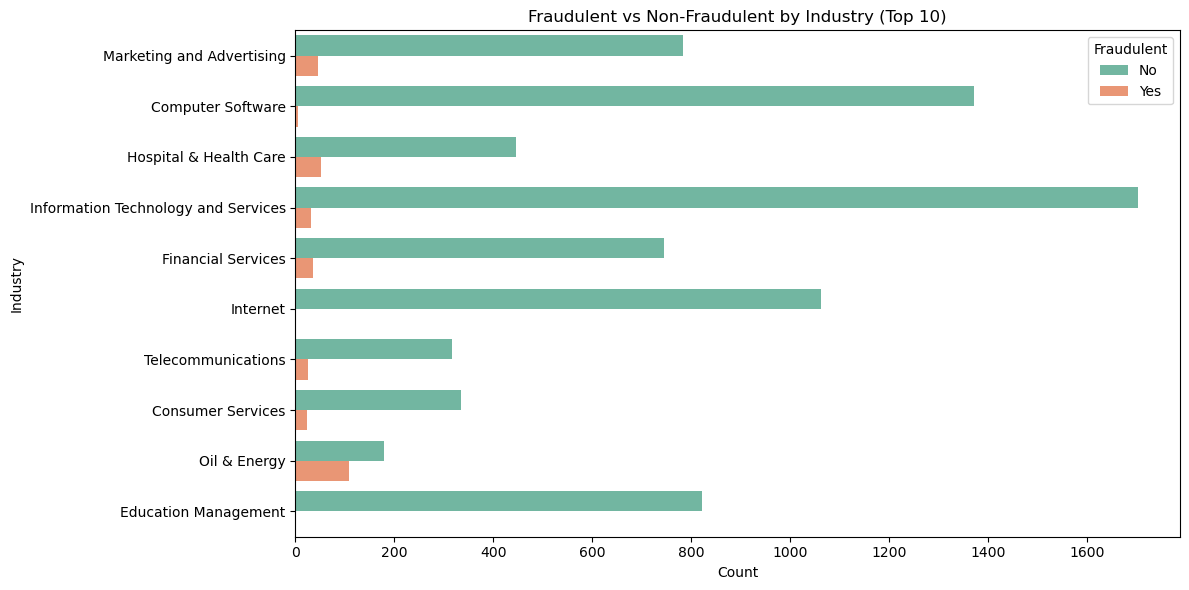 Fraudulent vs Non-Fraudulent by Industry (Top 10)
Fraudulent
No
Yes
Industry
Marketing and Advertising
Computer Software
Hospital & Health Care
Information Technology and Services
Financial Services
Internet
Telecommunications
Consumer Services
Oil & Energy
Education Management
0 200 400 600 800 1000 1200 1400 1600
Count